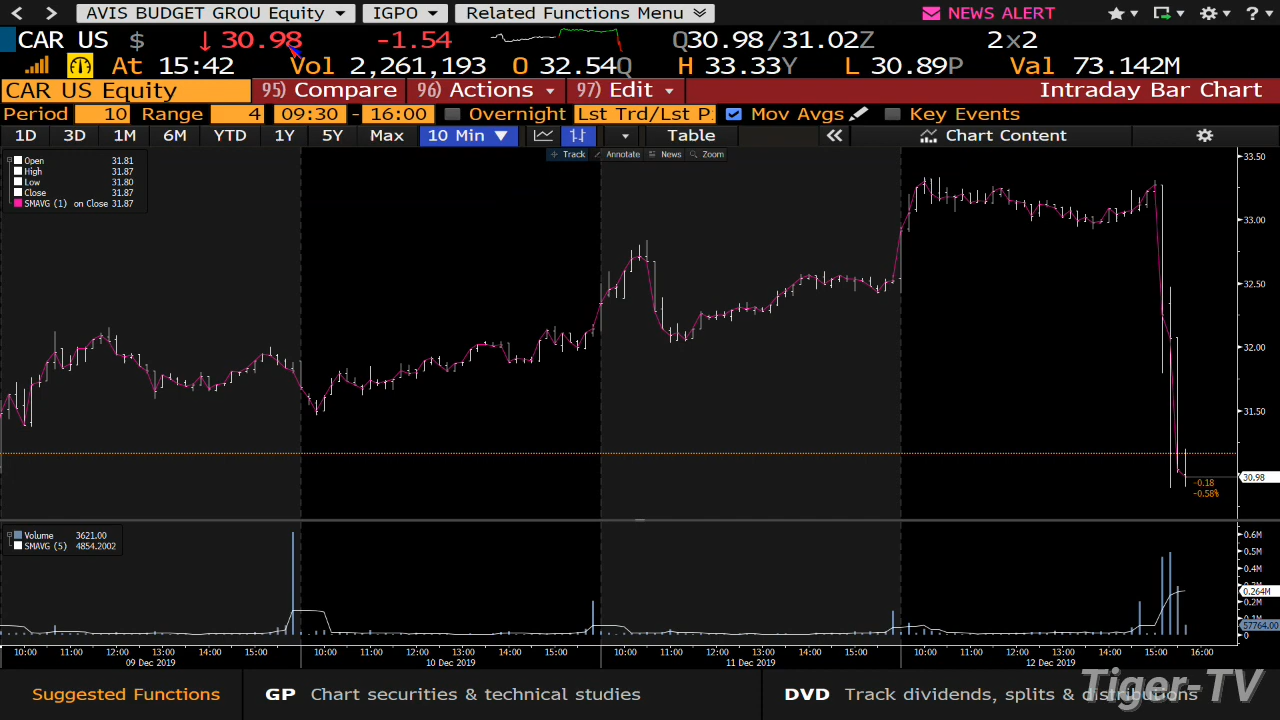 AVIS BUDGET GROU Equity IGPO Related Functions Menu NEWS ALERT ?
CAR US $ ↓ 30.98 -1.54 Q30.98/31.02Z 2×2
At 15:42 Vol 2,261,193 O 32.54Q H 33.33Y L 30.89P Val 73.142M
CAR US Equity 95) Compare 96) Actions 97) Edit Intraday Bar Chart
Period 10 Range 4 09:30 - 16:00 Overnight Lst Trd/Lst P. Mov Avgs Key Events
1D 3D 1M 6M YTD 1Y 5Y Max 10 Min ▼ Table « Chart Content
Track Annotate News Zoom
Open 31.81
High 31.87
Low 31.80
Close 31.87
SMAVG (1) on Close 31.87
33.50
33.00
32.50
32.00
31.50
30.98
-0.18
-0.58%
Volume 3621.00
SMAVG (5) 4854.2002
0.6M
0.5M
0.4M
0.264M
0.2M
57764.00
0
10:00 11:00 12:00 13:00 14:00 15:00 10:00 11:00 12:00 13:00 14:00 15:00 10:00 11:00 12:00 13:00 14:00 15:00 10:00 11:00 12:00 13:00 14:00 15:00 16:00
09 Dec 2019 10 Dec 2019 11 Dec 2019 12 Dec 2019
Suggested Functions GP Chart securities & technical studies DVD Track dividends, splits & distributions
Tiger-TV